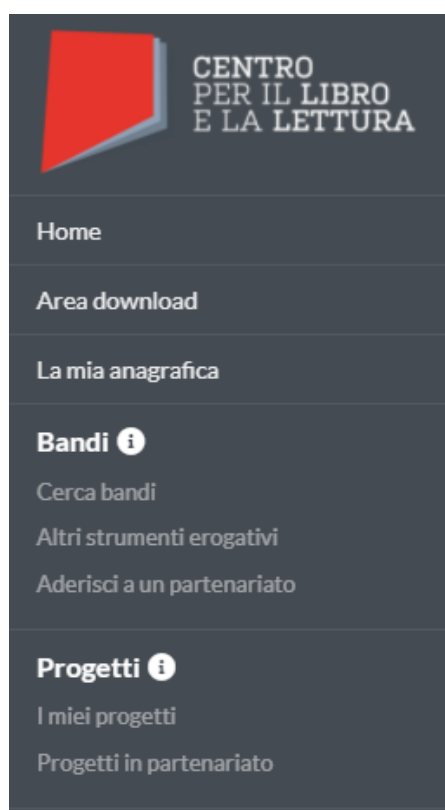 CENTRO
PER IL LIBRO
E LA LETTURA
Home
Area download
La mia anagrafica
Bandi i
Cerca bandi
Altri strumenti erogativi
Aderisci a un partenariato
Progetti i
I miei progetti
Progetti in partenariato